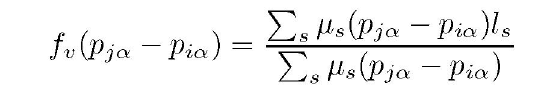 f_v(p_{jα} − p_{iα}) = \frac{\sum_s μ_s(p_{jα} − p_{iα})l_s}{\sum_s μ_s(p_{jα} − p_{iα})}